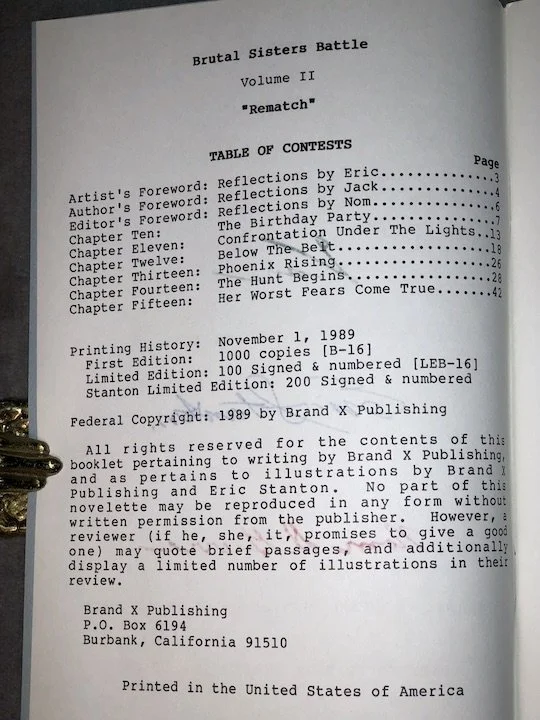 Brutal Sisters Battle
Volume II
"Rematch"
TABLE OF CONTESTS
Page
Artist's Foreword: Reflections by Eric..............3
Author's Foreword: Reflections by Jack..............4
Editor's Foreword: Reflections by Nom...............6
Chapter Ten: The Birthday Party..............7
Chapter Eleven: Confrontation Under The Lights..13
Chapter Twelve: Below The Belt..................18
Chapter Thirteen: Phoenix Rising..................26
Chapter Fourteen: The Hunt Begins.................28
Chapter Fifteen: Her Worst Fears Come True.......42
Printing History: November 1, 1989
First Edition: 1000 copies [B-16]
Limited Edition: 100 Signed & numbered [LEB-16]
Stanton Limited Edition: 200 Signed & numbered
Federal Copyright: 1989 by Brand X Publishing
All rights reserved for the contents of this
booklet pertaining to writing by Brand X Publishing,
and as pertains to illustrations by Brand X
Publishing and Eric Stanton. No part of this
novelette may be reproduced in any form without
written permission from the publisher. However, a
reviewer (if he, she, it, promises to give a good
one) may quote brief passages, and additionally
display a limited number of illustrations in their
review.
Brand X Publishing
P.O. Box 6194
Burbank, California 91510
Printed in the United States of America